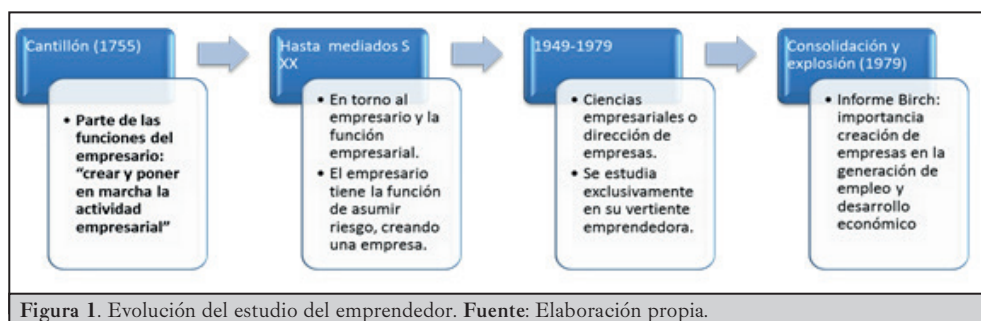 Cantillón (1755)
• Parte de las
funciones del
empresario:
“crear y poner
en marcha la
actividad
empresarial”
Hasta mediados S
XX
• En torno al
empresario y la
función
empresarial.
• El empresario
tiene la función
de asumir
riesgo, creando
una empresa.
1949-1979
• Ciencias
empresariales o
dirección de
empresas.
• Se estudia
exclusivamente
en su vertiente
emprendedora.
Consolidación y
explosión (1979)
• Informe Birch:
importancia
creación de
empresas en la
generación de
empleo y
desarrollo
económico
Figura 1. Evolución del estudio del emprendedor. Fuente: Elaboración propia.